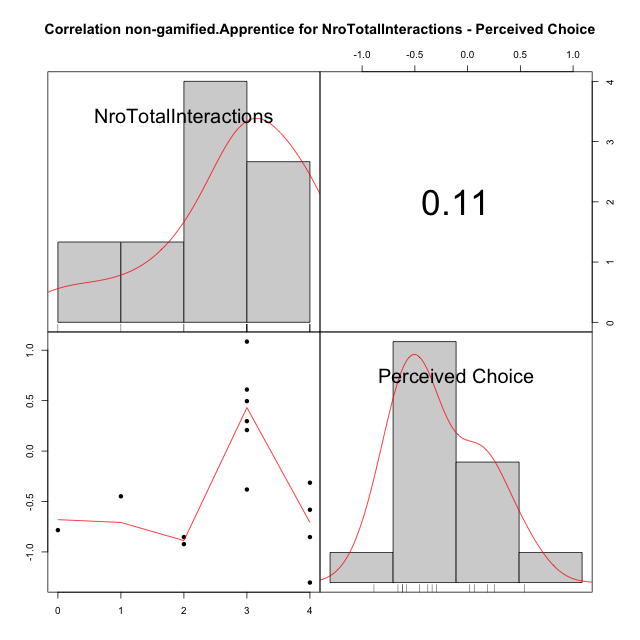 Correlation non-gamified.Apprentice for NroTotalInteractions - Perceived Choice
-1.0 -0.5 0.0 0.5 1.0
NroTotalInteractions
0.11
4
3
2
1
0
1.0
0.5
0.0
-0.5
-1.0
Perceived Choice
0 1 2 3 4